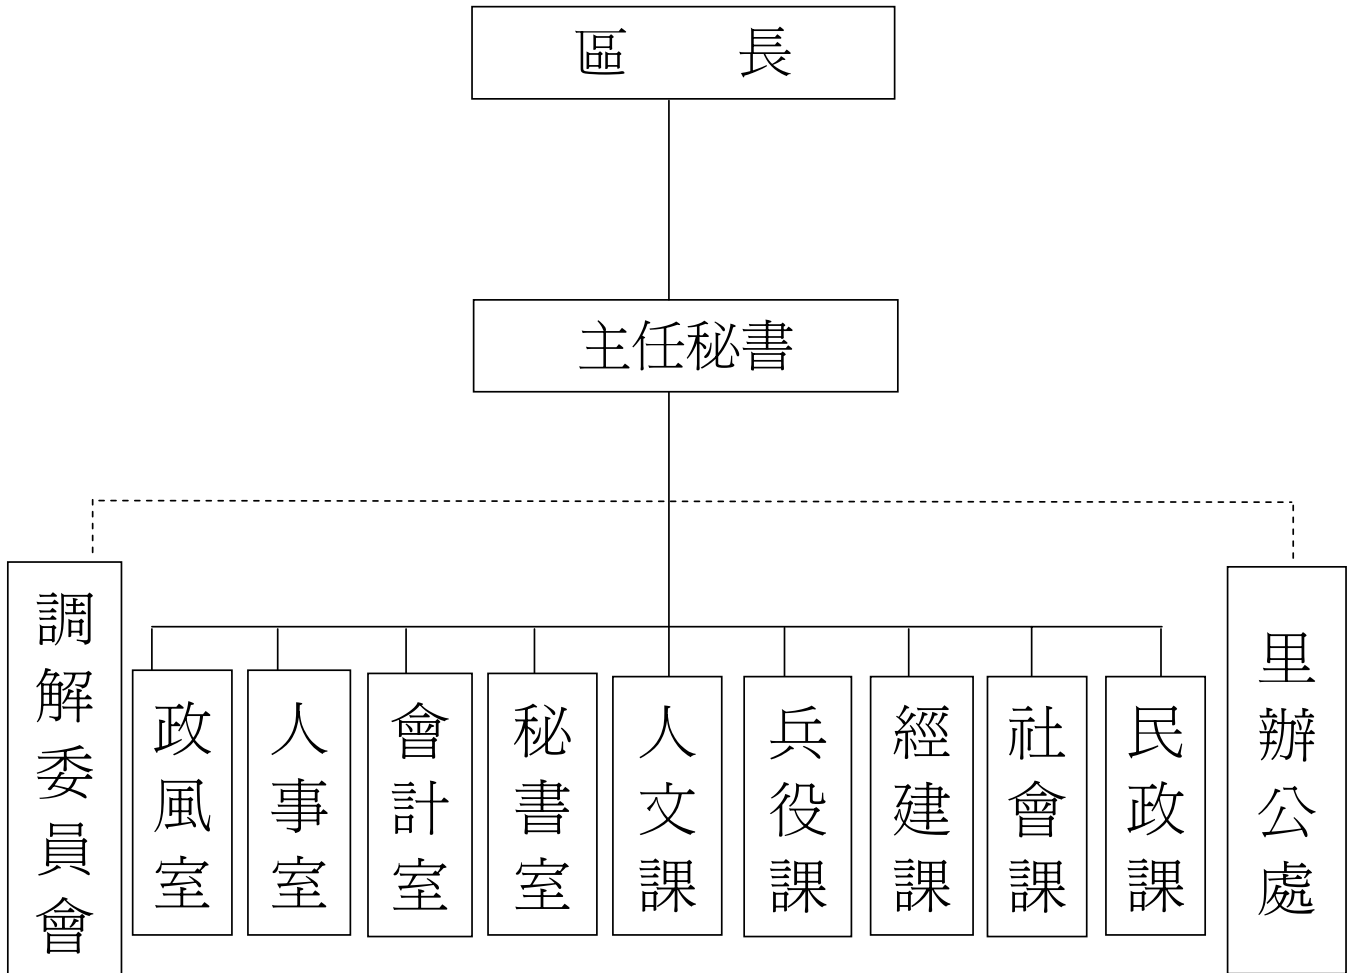 區 長
主任秘書
調解委員會
政風室
人事室
會計室
秘書室
人文課
兵役課
經建課
社會課
民政課
里辦公處